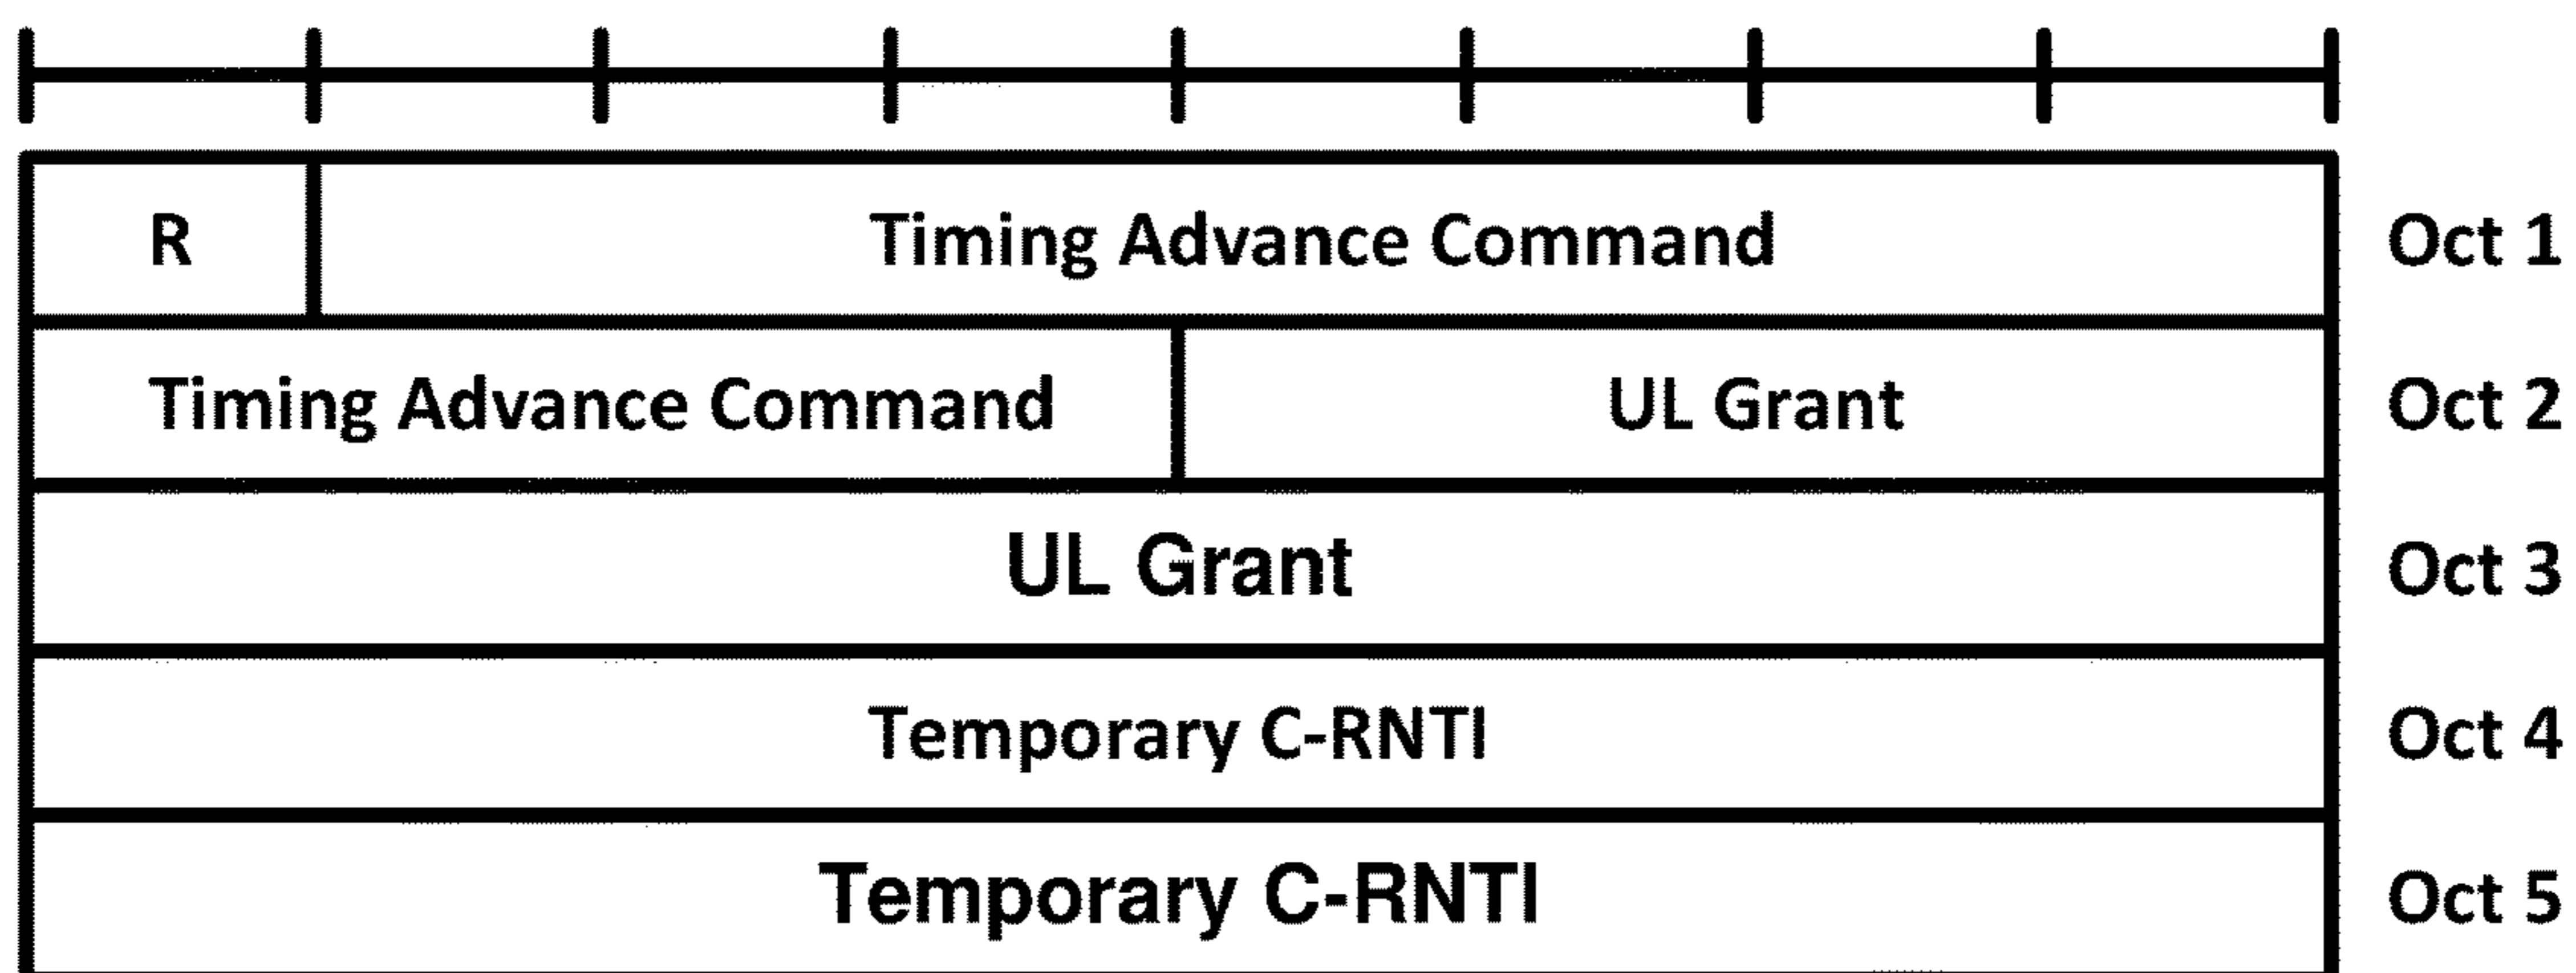 R Timing Advance Command Oct 1
Timing Advance Command UL Grant Oct 2
UL Grant Oct 3
Temporary C-RNTI Oct 4
Temporary C-RNTI Oct 5